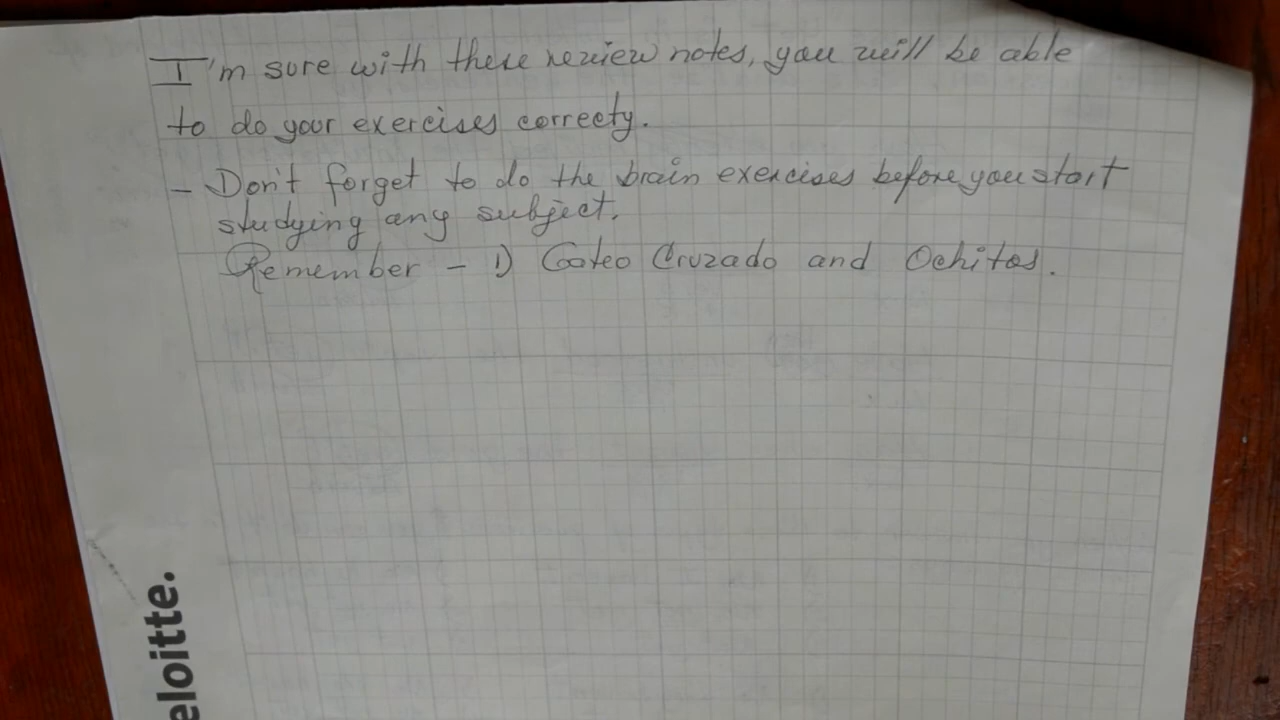 I'm sure with these review notes, you will be able
to do your exercises correcty.
- Don't forget to do the brain exercises before you start
studying any subject.
Remember - 1) Gateo Cruzado and Ochitos.
eloitte.